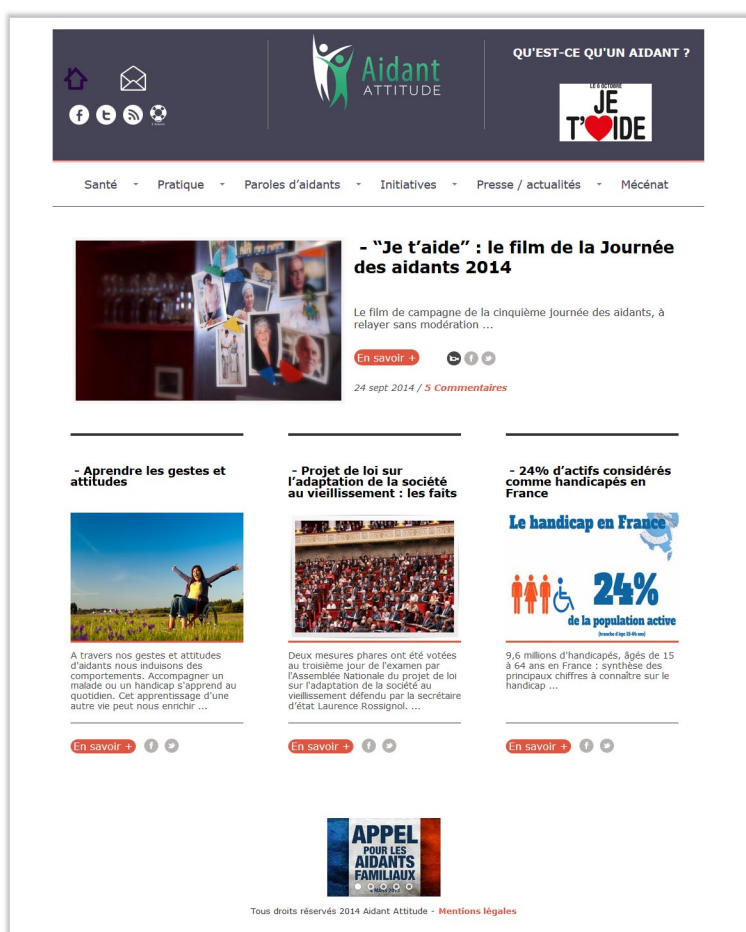 Aidant
ATTITUDE
QU'EST-CE QU'UN AIDANT ?
LE 6 OCTOBRE
JE
T'IDE
Santé - Pratique - Paroles d'aidants - Initiatives - Presse / actualités - Mécénat
- “Je t’aide” : le film de la Journée
des aidants 2014
Le film de campagne de la cinquième journée des aidants, à
relayer sans modération ...
En savoir +
24 sept 2014 / 5 Commentaires
- Aprendre les gestes et
attitudes
A travers nos gestes et attitudes
d'aidants nous induisons des
comportements. Accompagner un
malade ou un handicap s'apprend au
quotidien. Cet apprentissage d'une
autre vie peut nous enrichir ...
En savoir +
- Projet de loi sur
l’adaptation de la société
au vieillissement : les faits
Deux mesures phares ont été votées
au troisième jour de l'examen par
l'Assemblée Nationale du projet de loi
sur l'adaptation de la société au
vieillissement défendu par la secrétaire
d’état Laurence Rossignol. ...
En savoir +
- 24% d’actifs considérés
comme handicapés en
France
Le handicap en France
24%
de la population active
(tranche d'âge 15-64 ans)
9,6 millions d'handicapés, âgés de 15
à 64 ans en France : synthèse des
principaux chiffres à connaître sur le
handicap ...
En savoir +
APPEL
POUR LES
AIDANTS
FAMILIAUX
Tous droits réservés 2014 Aidant Attitude - Mentions légales